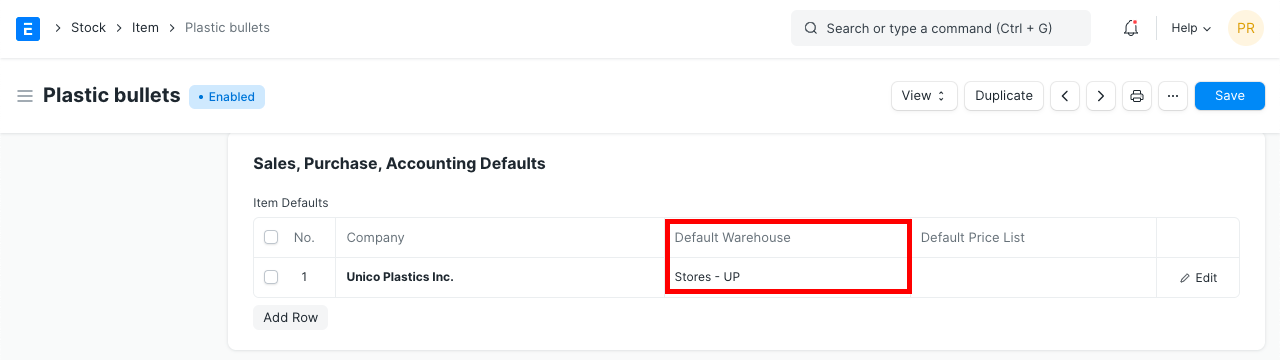 E Stock Item Plastic bullets Search or type a command (Ctrl + G) Help PR
Plastic bullets • Enabled View Duplicate ... Save
Sales, Purchase, Accounting Defaults
Item Defaults
No. Company Default Warehouse Default Price List
1 Unico Plastics Inc. Stores - UP Edit
Add Row